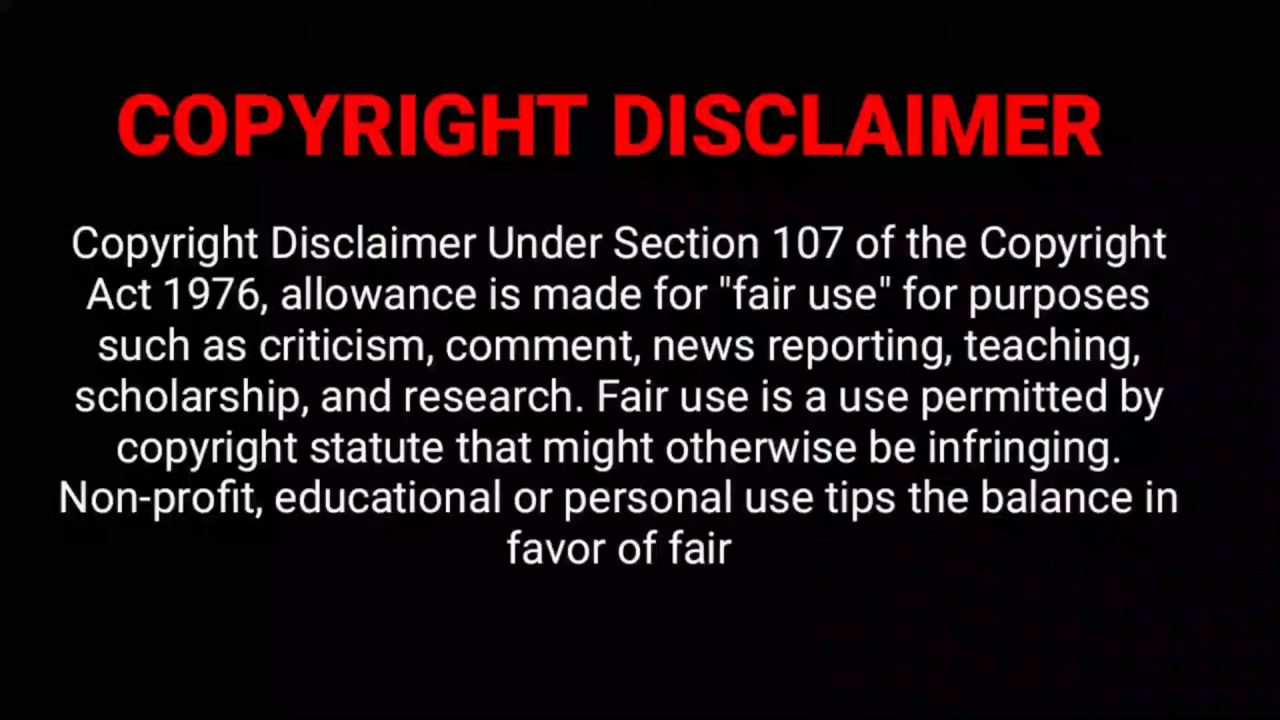 COPYRIGHT DISCLAIMER
Copyright Disclaimer Under Section 107 of the Copyright
Act 1976, allowance is made for "fair use" for purposes
such as criticism, comment, news reporting, teaching,
scholarship, and research. Fair use is a use permitted by
copyright statute that might otherwise be infringing.
Non-profit, educational or personal use tips the balance in
favor of fair